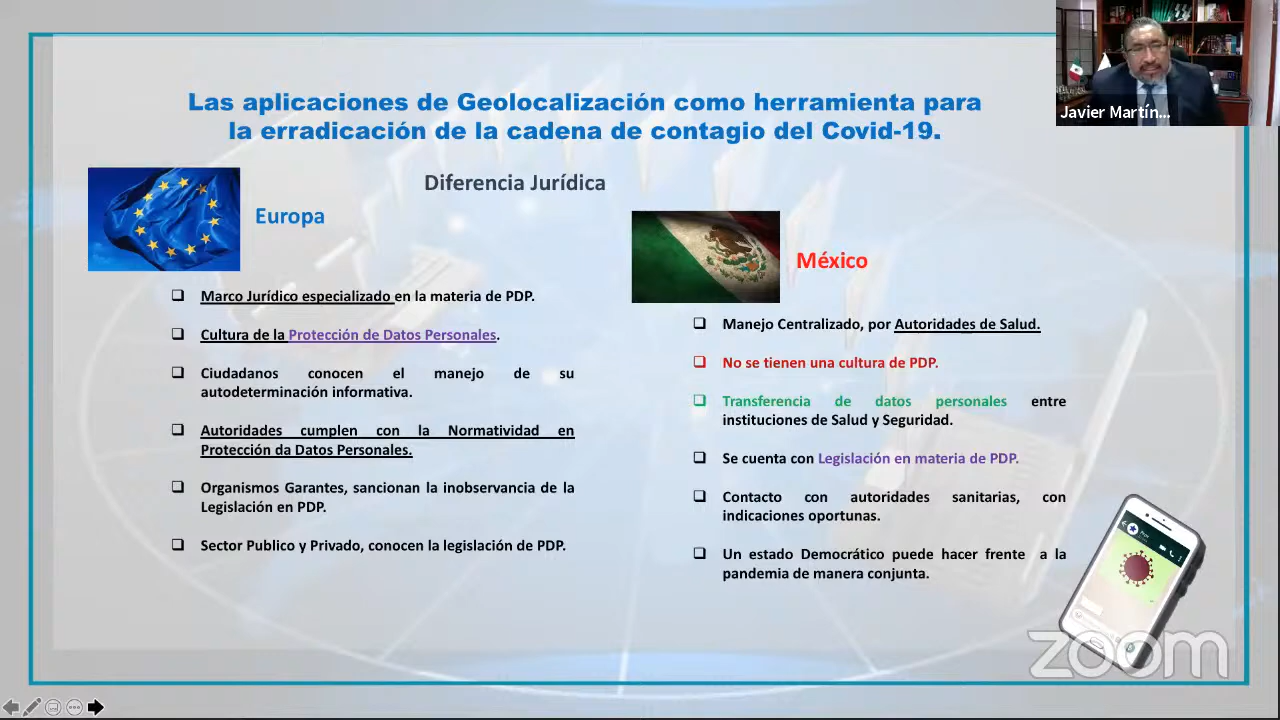 Las aplicaciones de Geolocalización como herramienta para
la erradicación de la cadena de contagio del Covid-19.
Javier Martín...
Diferencia Jurídica
Europa
Marco Jurídico especializado en la materia de PDP.
Cultura de la Protección de Datos Personales.
Ciudadanos conocen el manejo de su
autodeterminación informativa.
Autoridades cumplen con la Normatividad en
Protección da Datos Personales.
Organismos Garantes, sancionan la inobservancia de la
Legislación en PDP.
Sector Publico y Privado, conocen la legislación de PDP.
México
Manejo Centralizado, por Autoridades de Salud.
No se tienen una cultura de PDP.
Transferencia de datos personales entre
instituciones de Salud y Seguridad.
Se cuenta con Legislación en materia de PDP.
Contacto con autoridades sanitarias, con
indicaciones oportunas.
Un estado Democrático puede hacer frente a la
pandemia de manera conjunta.
zoom